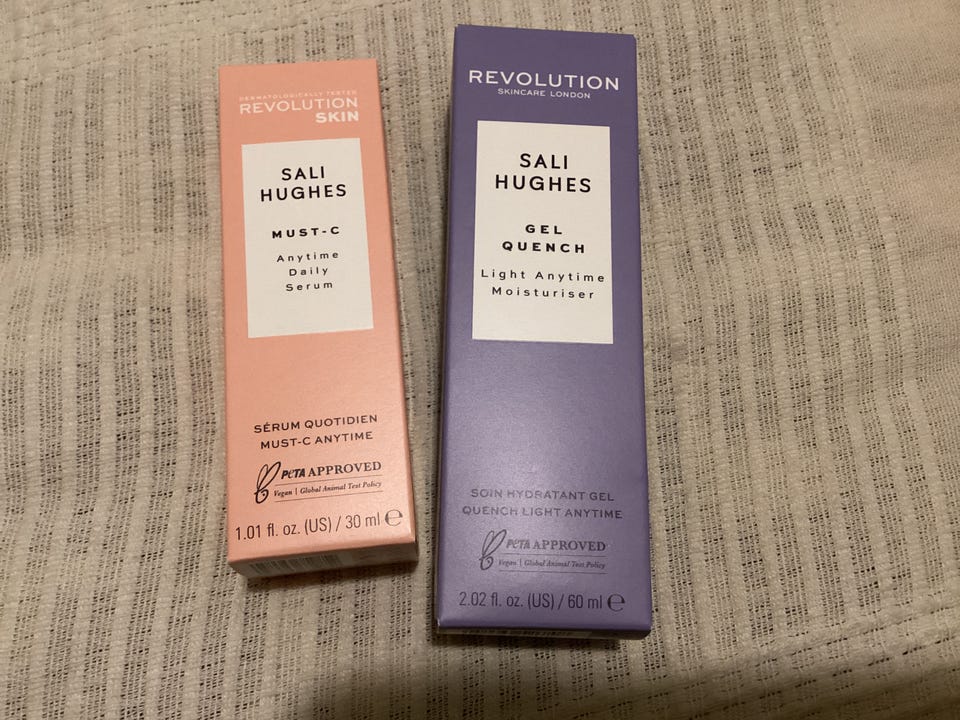 DERMATOLOGICALLY TESTED
REVOLUTION
SKIN
SALI
HUGHES
MUST-C
Anytime
Daily
Serum
SÉRUM QUOTIDIEN
MUST-C ANYTIME
PETA APPROVED
Vegan | Global Animal Test Policy
1.01 fl. oz. (US) / 30 ml ℮
REVOLUTION
SKINCARE LONDON
SALI
HUGHES
GEL
QUENCH
Light Anytime
Moisturiser
SOIN HYDRATANT GEL
QUENCH LIGHT ANYTIME
PETA APPROVED
Vegan | Global Animal Test Policy
2.02 fl. oz. (US) / 60 ml ℮